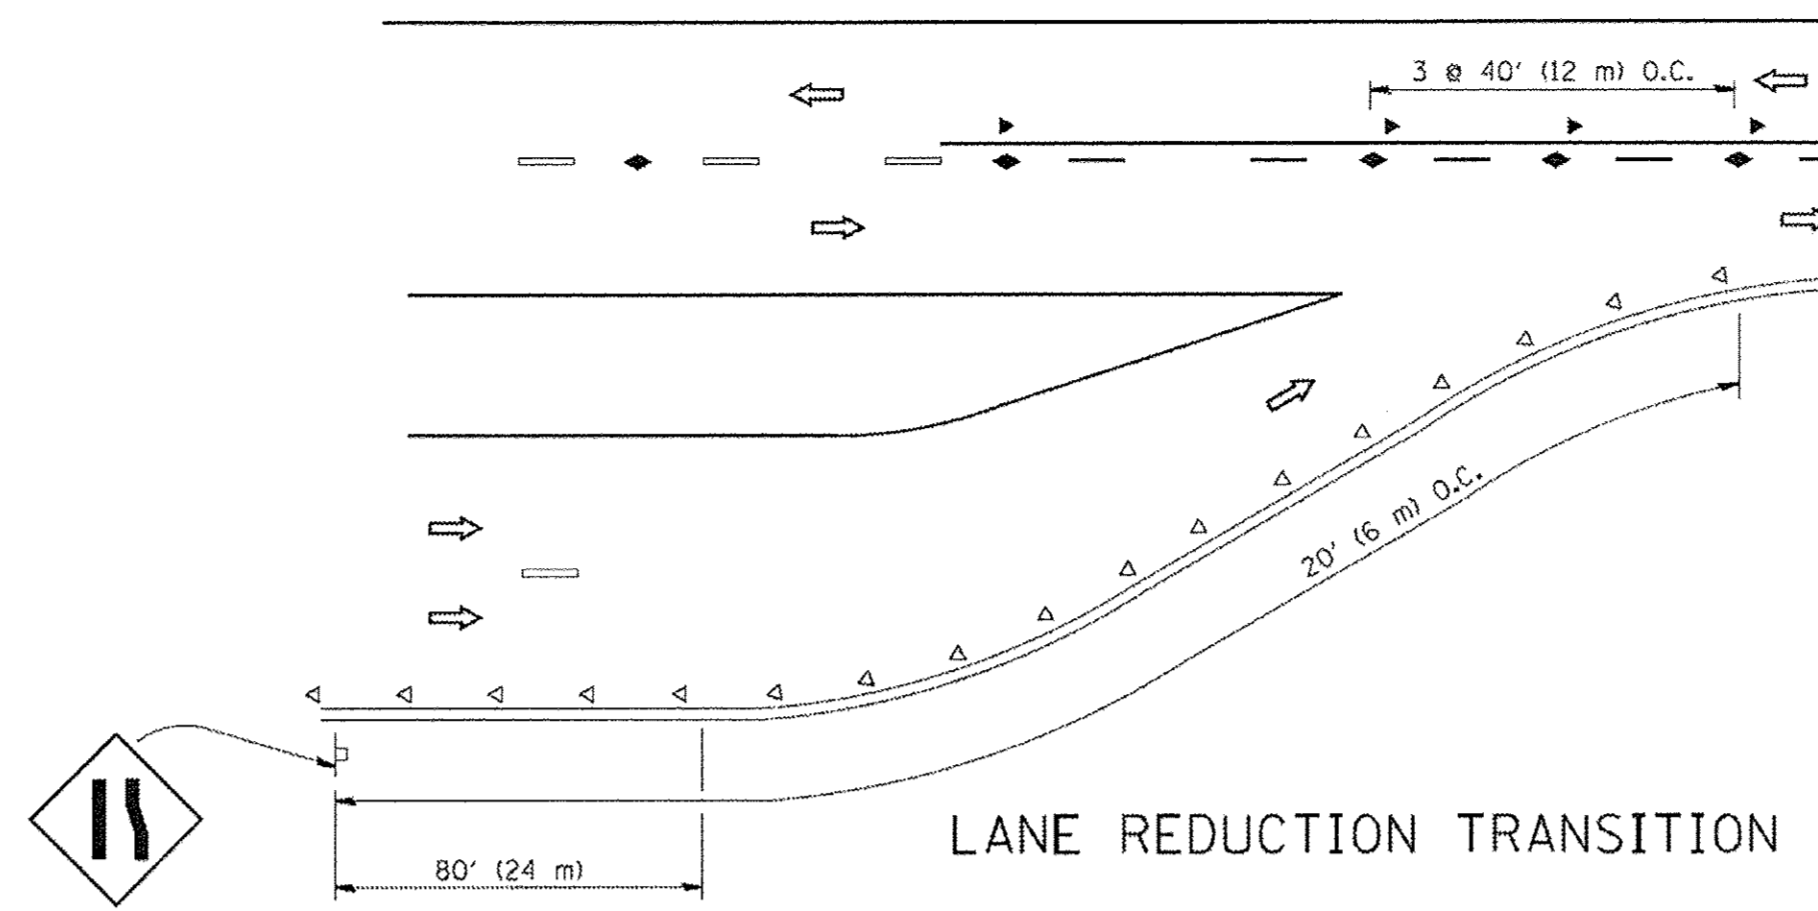 3 @ 40' (12 m) O.C.
20' (6 m) O.C.
80' (24 m)
LANE REDUCTION TRANSITION